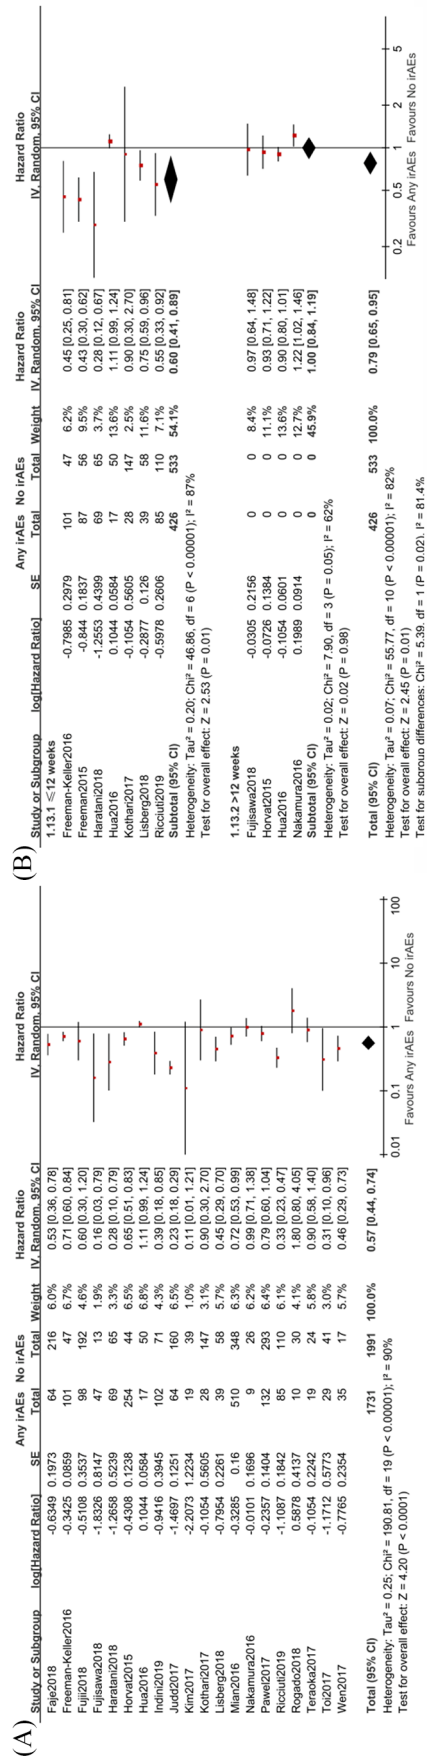 (A)
Any irAEs No irAEs Hazard Ratio Hazard Ratio
Study or Subgroup log[Hazard Ratio] SE Total Total Weight IV, Random, 95% CI IV, Random, 95% CI
Faje2018 -0.6349 0.1973 64 216 6.0% 0.53 [0.36, 0.78]
Freeman-Keller2016 -0.3425 0.0859 101 47 6.7% 0.71 [0.60, 0.84]
Fujii2018 -0.5108 0.3537 98 192 4.6% 0.60 [0.30, 1.20]
Fujisawa2018 -1.8326 0.8147 47 13 1.9% 0.16 [0.03, 0.79]
Haratani2018 -1.2658 0.5239 69 65 3.3% 0.28 [0.10, 0.79]
Horvat2015 -0.4308 0.1238 254 44 6.5% 0.65 [0.51, 0.83]
Hua2016 0.1044 0.0584 17 50 6.8% 1.11 [0.99, 1.24]
Indini2019 -0.9416 0.3945 102 71 4.3% 0.39 [0.18, 0.85]
Judd2017 -1.4697 0.1251 64 160 6.5% 0.23 [0.18, 0.29]
Kim2017 -2.2073 1.2234 19 39 1.0% 0.11 [0.01, 1.21]
Kothari2017 -0.1054 0.5605 28 147 3.1% 0.90 [0.30, 2.70]
Lisberg2018 -0.7954 0.2261 39 58 5.7% 0.45 [0.29, 0.70]
Mian2016 -0.3285 0.16 510 348 6.3% 0.72 [0.53, 0.99]
Nakamura2016 -0.0101 0.1696 9 26 6.2% 0.99 [0.71, 1.38]
Pawel2017 -0.2357 0.1404 132 293 6.4% 0.79 [0.60, 1.04]
Ricciuti2019 -1.1087 0.1842 85 110 6.1% 0.33 [0.23, 0.47]
Rogado2018 0.5878 0.4137 10 30 4.1% 1.80 [0.80, 4.05]
Teraoka2017 -0.1054 0.2242 19 24 5.8% 0.90 [0.58, 1.40]
Toi2017 -1.1712 0.5773 29 41 3.0% 0.31 [0.10, 0.96]
Wen2017 -0.7765 0.2354 35 17 5.7% 0.46 [0.29, 0.73]
Total (95% CI) 1731 1991 100.0% 0.57 [0.44, 0.74]
Heterogeneity: Tau² = 0.25; Chi² = 190.81, df = 19 (P < 0.00001); I² = 90%
Test for overall effect: Z = 4.20 (P < 0.0001)
0.01 0.1 1 10 100
Favours Any irAEs Favours No irAEs
(B)
Any irAEs No irAEs Hazard Ratio Hazard Ratio
Study or Subgroup log[Hazard Ratio] SE Total Total Weight IV, Random, 95% CI IV, Random, 95% CI
1.13.1 ≤12 weeks
Freeman-Keller2016 -0.7985 0.2979 101 47 6.2% 0.45 [0.25, 0.81]
Freeman2015 -0.844 0.1837 87 56 9.5% 0.43 [0.30, 0.62]
Haratani2018 -1.2553 0.4399 69 65 3.7% 0.28 [0.12, 0.67]
Hua2016 0.1044 0.0584 17 50 13.6% 1.11 [0.99, 1.24]
Kothari2017 -0.1054 0.5605 28 147 2.5% 0.90 [0.30, 2.70]
Lisberg2018 -0.2877 0.126 39 58 11.6% 0.75 [0.59, 0.96]
Ricciuti2019 -0.5978 0.2606 85 110 7.1% 0.55 [0.33, 0.92]
Subtotal (95% CI) 426 533 54.1% 0.60 [0.41, 0.89]
Heterogeneity: Tau² = 0.20; Chi² = 46.86, df = 6 (P < 0.00001); I² = 87%
Test for overall effect: Z = 2.53 (P = 0.01)
1.13.2 >12 weeks
Fujisawa2018 -0.0305 0.2156 0 0 8.4% 0.97 [0.64, 1.48]
Horvat2015 -0.0726 0.1384 0 0 11.1% 0.93 [0.71, 1.22]
Hua2016 -0.1054 0.0601 0 0 13.6% 0.90 [0.80, 1.01]
Nakamura2016 0.1989 0.0914 0 0 12.7% 1.22 [1.02, 1.46]
Subtotal (95% CI) 0 0 45.9% 1.00 [0.84, 1.19]
Heterogeneity: Tau² = 0.02; Chi² = 7.90, df = 3 (P = 0.05); I² = 62%
Test for overall effect: Z = 0.02 (P = 0.98)
Total (95% CI) 426 533 100.0% 0.79 [0.65, 0.95]
Heterogeneity: Tau² = 0.07; Chi² = 55.77, df = 10 (P < 0.00001); I² = 82%
Test for overall effect: Z = 2.45 (P = 0.01)
Test for subgroup differences: Chi² = 5.39, df = 1 (P = 0.02), I² = 81.4%
0.2 0.5 1 2 5
Favours Any irAEs Favours No irAEs